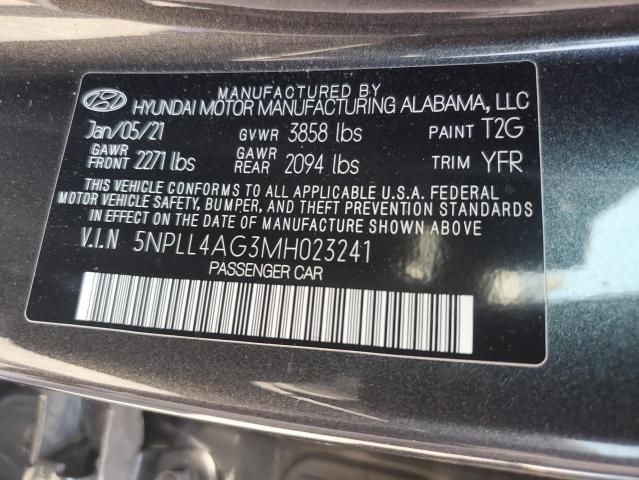 MANUFACTURED BY
HYUNDAI MOTOR MANUFACTURING ALABAMA, LLC
Jan/05/21 GVWR 3858 lbs PAINT T2G
GAWR FRONT 2271 lbs GAWR REAR 2094 lbs TRIM YFR
THIS VEHICLE CONFORMS TO ALL APPLICABLE U.S.A. FEDERAL
MOTOR VEHICLE SAFETY, BUMPER, AND THEFT PREVENTION STANDARDS
IN EFFECT ON THE DATE OF MANUFACTURE SHOWN ABOVE.
V.I.N 5NPLL4AG3MH023241
PASSENGER CAR